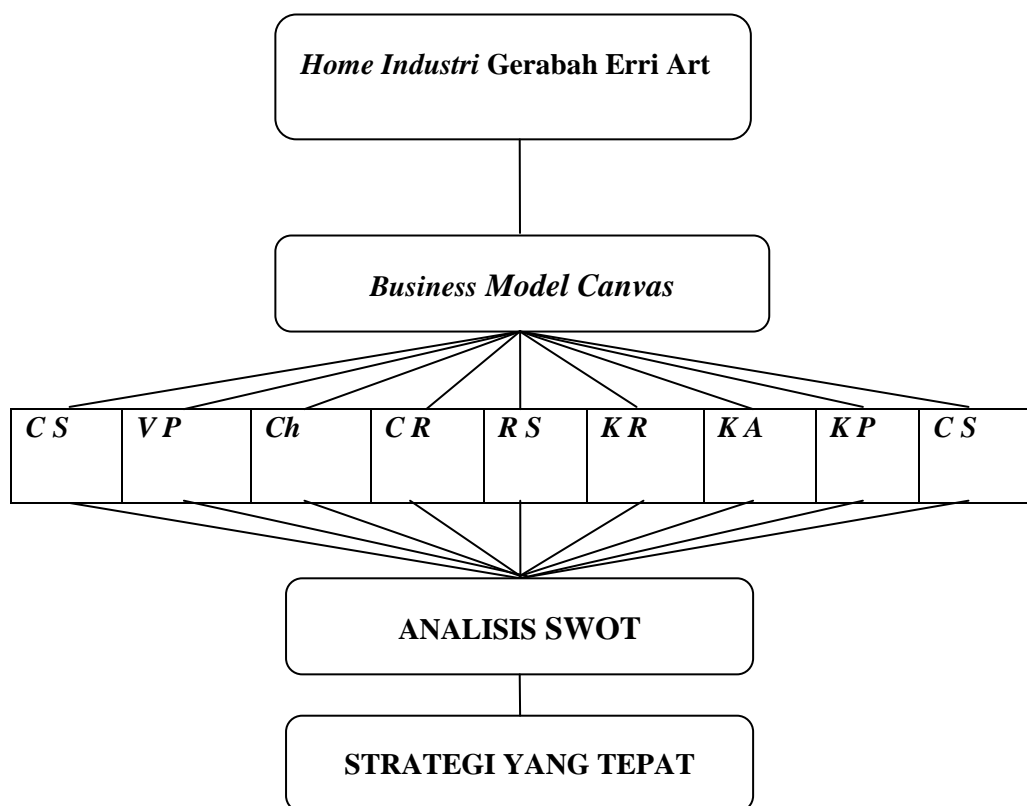 Home Industri Gerabah Erri Art
Business Model Canvas
C S V P Ch C R R S K R K A K P C S
ANALISIS SWOT
STRATEGI YANG TEPAT